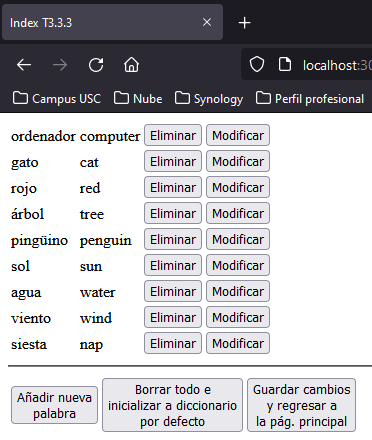 Index T3.3.3
localhost:30
Campus USC Nube Synology Perfil profesional
ordenador computer Eliminar Modificar
gato cat Eliminar Modificar
rojo red Eliminar Modificar
árbol tree Eliminar Modificar
pingüino penguin Eliminar Modificar
sol sun Eliminar Modificar
agua water Eliminar Modificar
viento wind Eliminar Modificar
siesta nap Eliminar Modificar
Añadir nueva
palabra
Borrar todo e
inicializar a diccionario
por defecto
Guardar cambios
y regresar a
la pág. principal